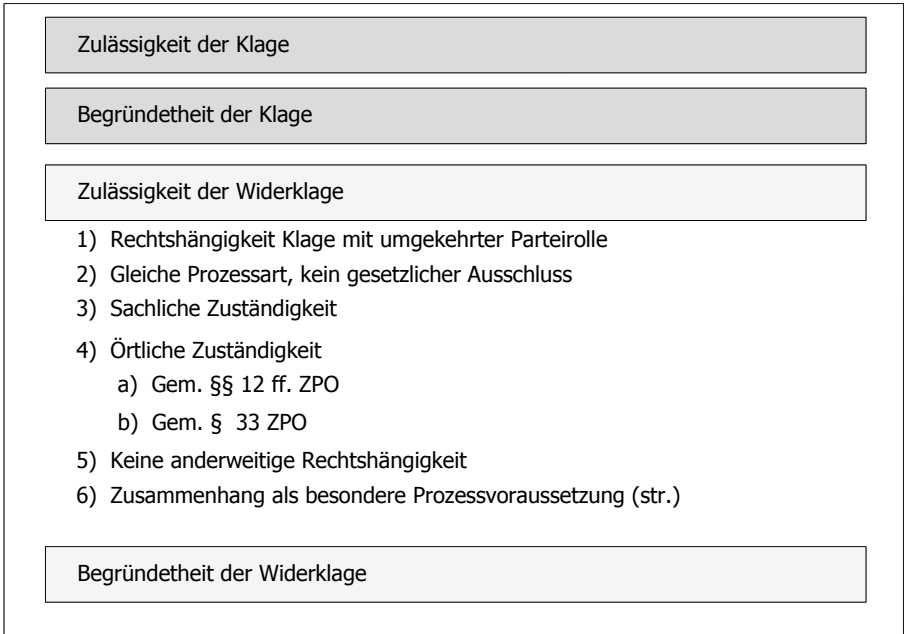 Zulässigkeit der Klage
Begründetheit der Klage
Zulässigkeit der Widerklage
1) Rechtshängigkeit Klage mit umgekehrter Parteirolle
2) Gleiche Prozessart, kein gesetzlicher Ausschluss
3) Sachliche Zuständigkeit
4) Örtliche Zuständigkeit
a) Gem. §§ 12 ff. ZPO
b) Gem. § 33 ZPO
5) Keine anderweitige Rechtshängigkeit
6) Zusammenhang als besondere Prozessvoraussetzung (str.)
Begründetheit der Widerklage